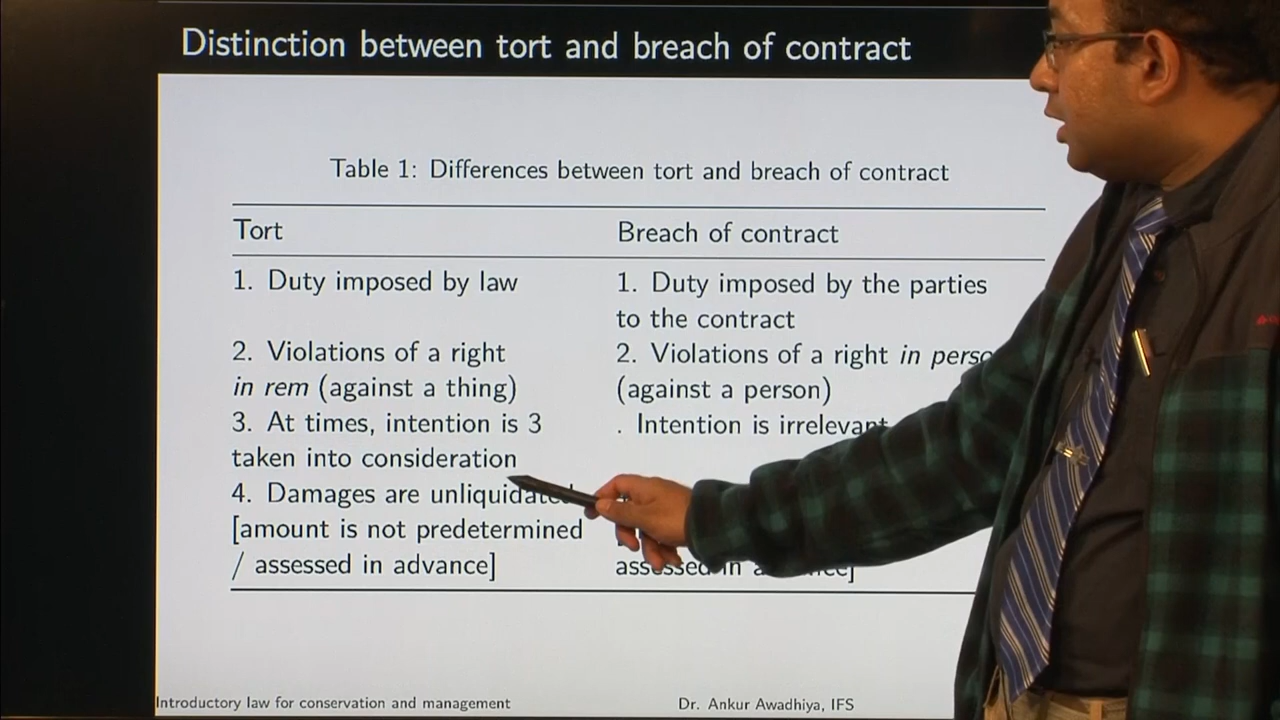 Distinction between tort and breach of contract
Table 1: Differences between tort and breach of contract
Tort
Breach of contract
1. Duty imposed by law
1. Duty imposed by the parties
to the contract
2. Violations of a right
in rem (against a thing)
2. Violations of a right in
(against a person)
3. At times, intention is 3
taken into consideration
. Intention is irrelevant
4. Damages are unliquidated
[amount is not predetermined
/ assessed in advance]
assessed in
Introductory law for conservation and management
Dr. Ankur Awadhiya, IFS